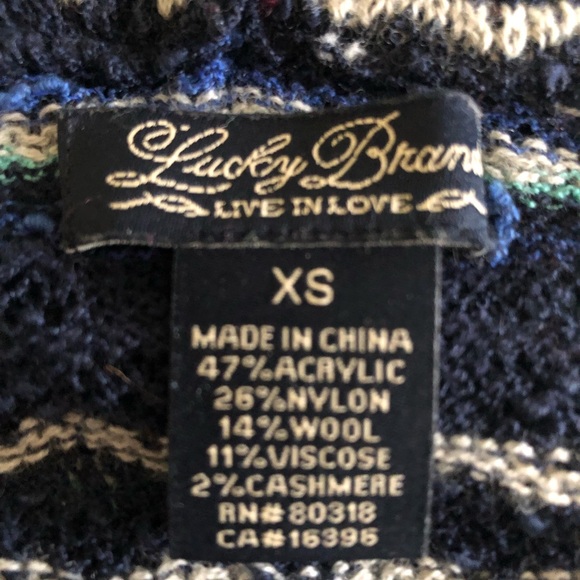 Lucky Brand
LIVE IN LOVE
XS
MADE IN CHINA
47%ACRYLIC
26%NYLON
14%WOOL
11%VISCOSE
2%CASHMERE
RN#80318
CA#16396